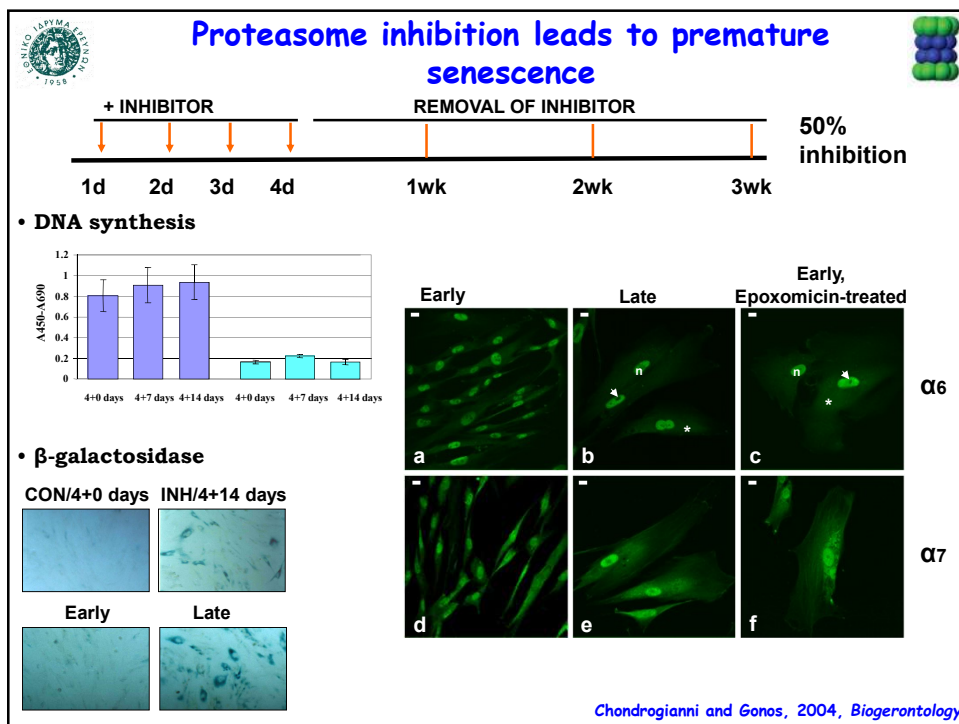 ΕΘΝΙΚΟ ΙΔΡΥΜΑ ΕΡΕΥΝΩΝ
• 1958 •
Proteasome inhibition leads to premature
senescence
+ INHIBITOR
REMOVAL OF INHIBITOR
50%
inhibition
1d 2d 3d 4d 1wk 2wk 3wk
• DNA synthesis
A450-A690
1.2
1
0.8
0.6
0.4
0.2
0
4+0 days 4+7 days 4+14 days 4+0 days 4+7 days 4+14 days
Early
Late
Early,
Epoxomicin-treated
n
n
*
*
a
b
c
α6
d
e
f
α7
• β-galactosidase
CON/4+0 days
INH/4+14 days
Early
Late
Chondrogianni and Gonos, 2004, Biogerontology